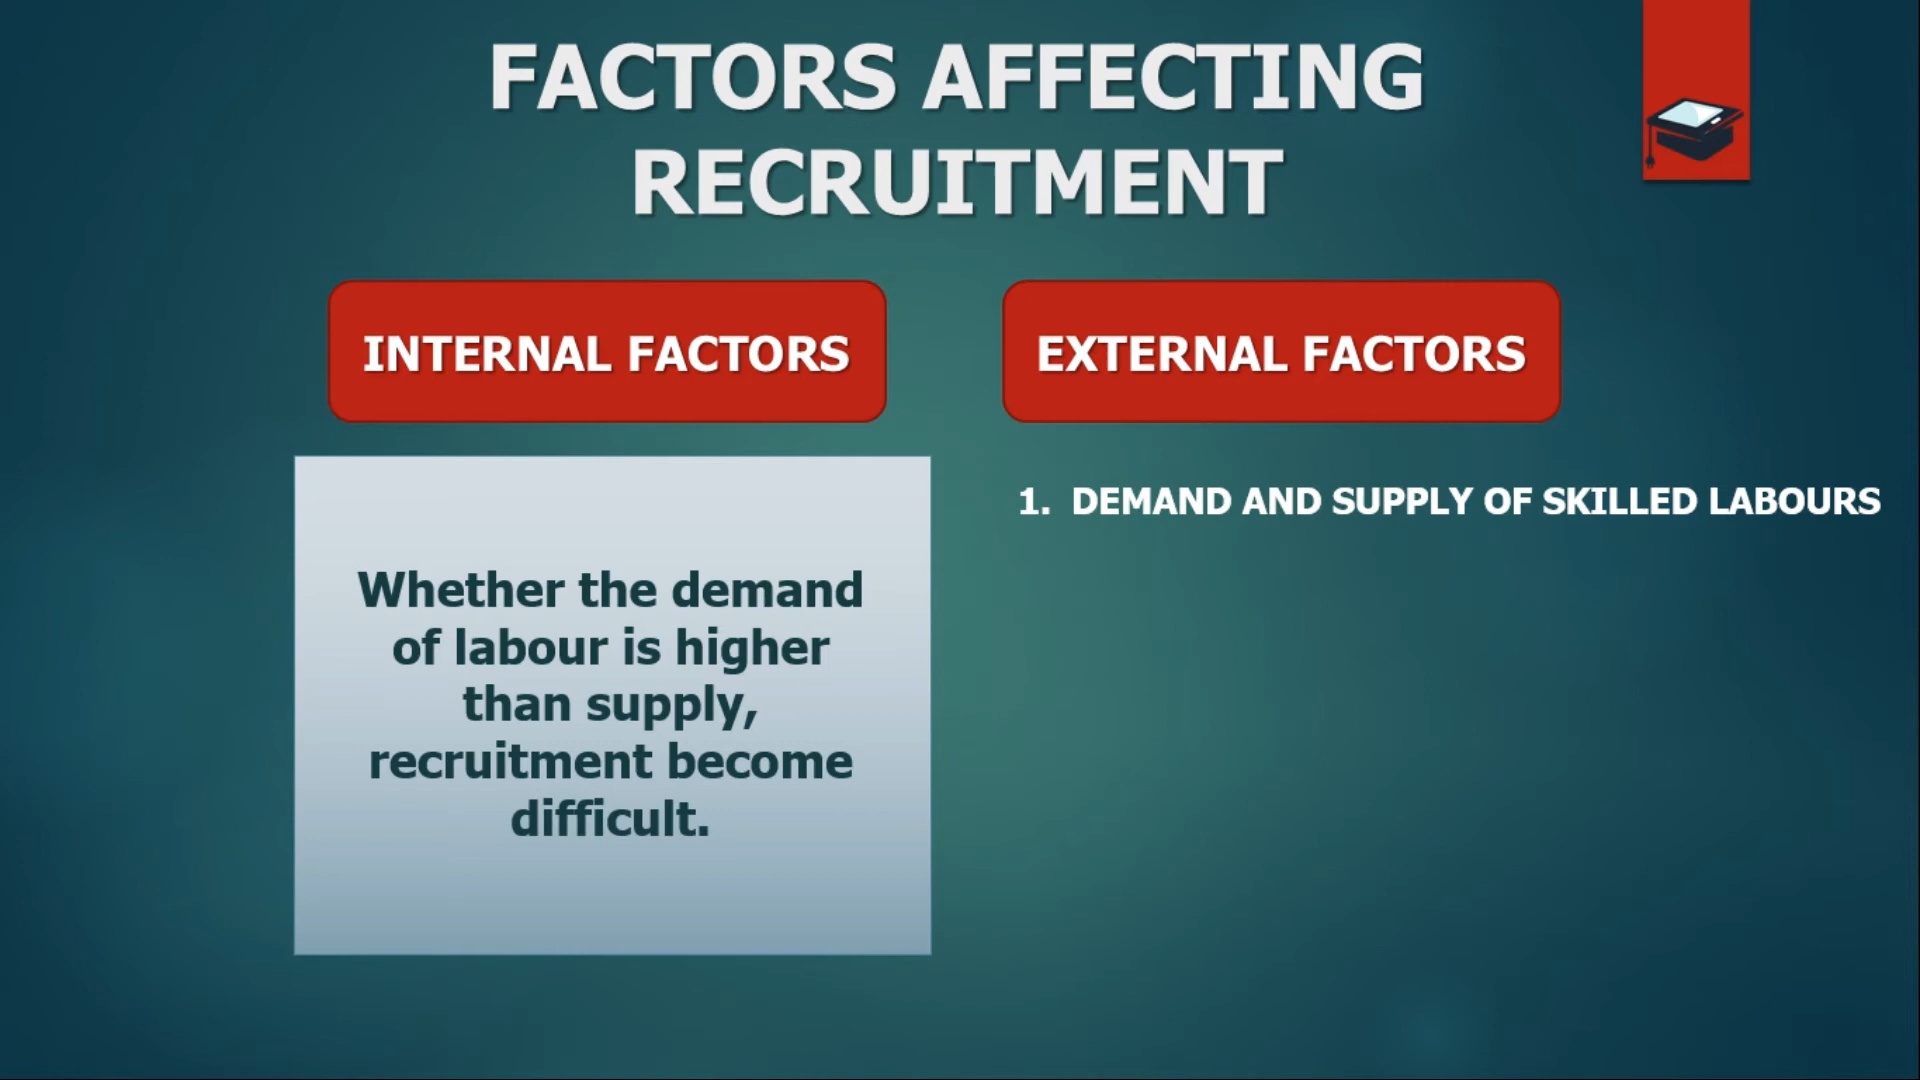 FACTORS AFFECTING
RECRUITMENT
INTERNAL FACTORS
EXTERNAL FACTORS
Whether the demand
of labour is higher
than supply,
recruitment become
difficult.
1. DEMAND AND SUPPLY OF SKILLED LABOURS